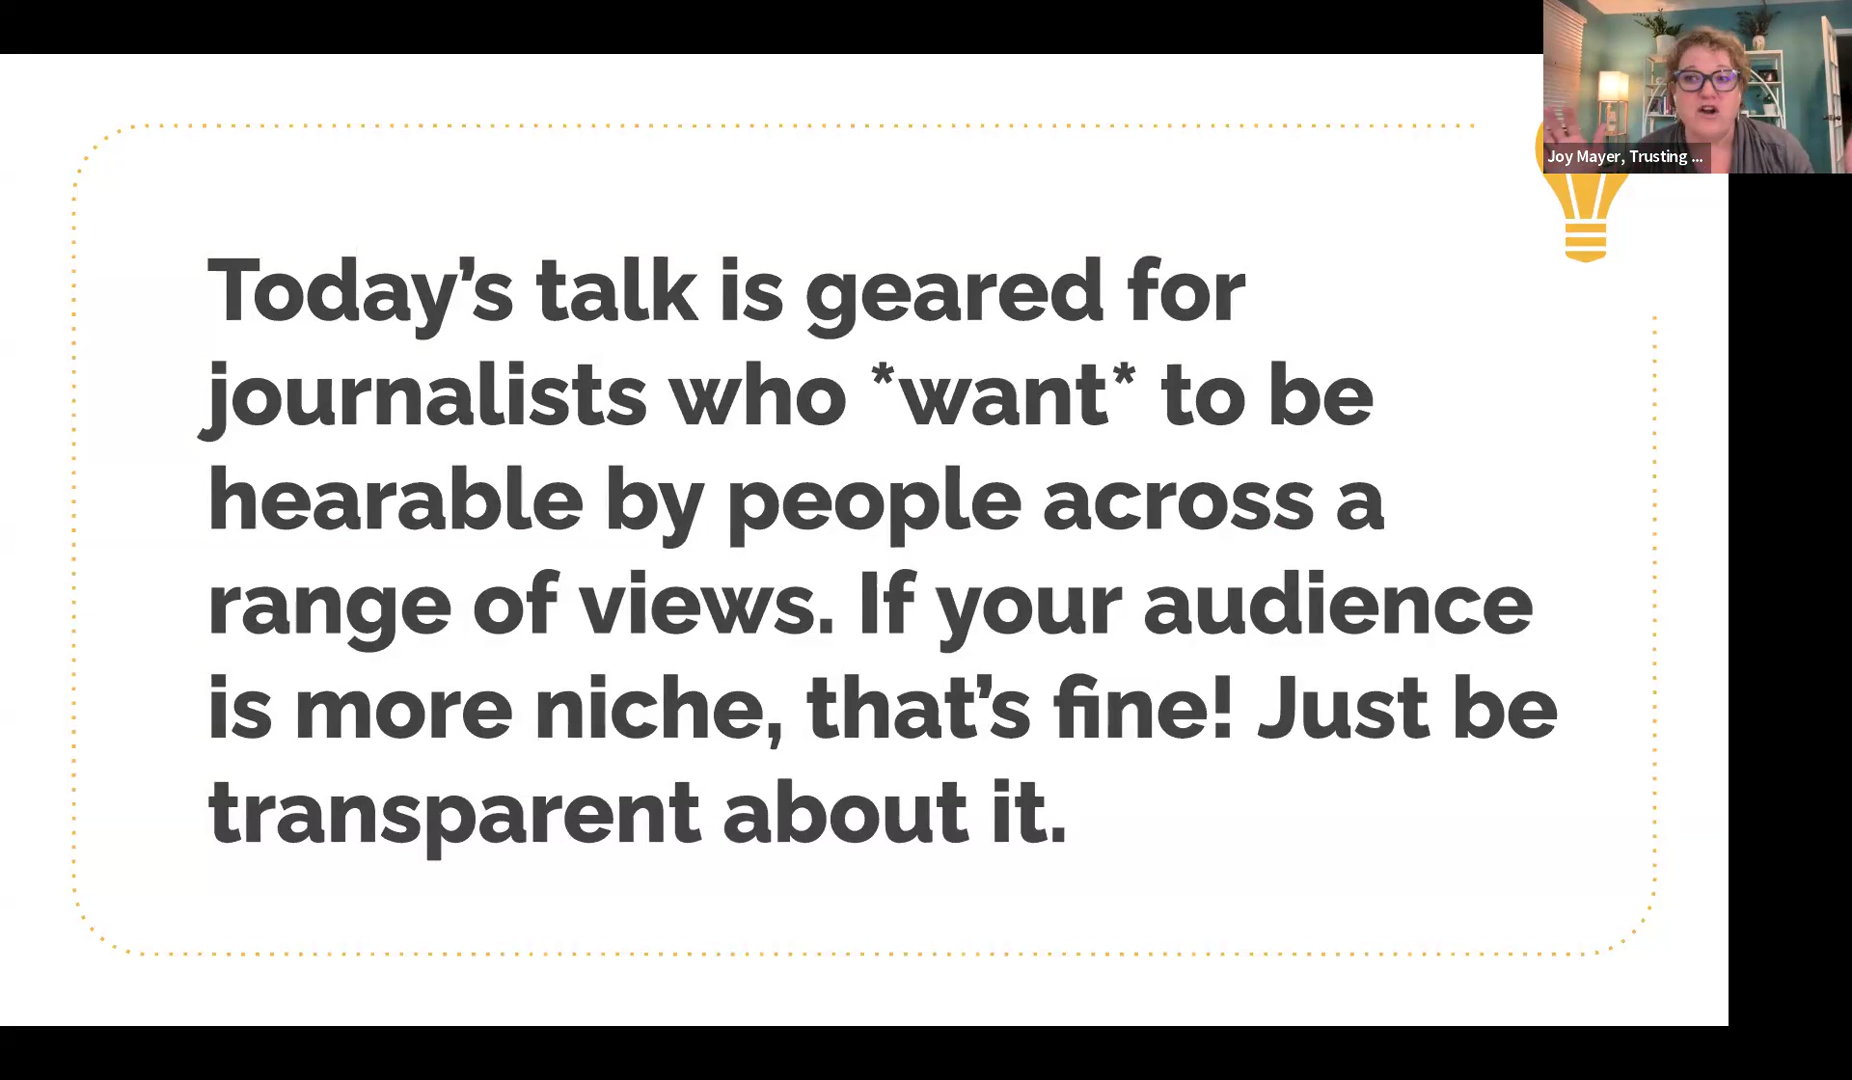 Joy Mayer, Trusting ...
Today’s talk is geared for
journalists who *want* to be
hearable by people across a
range of views. If your audience
is more niche, that’s fine! Just be
transparent about it.